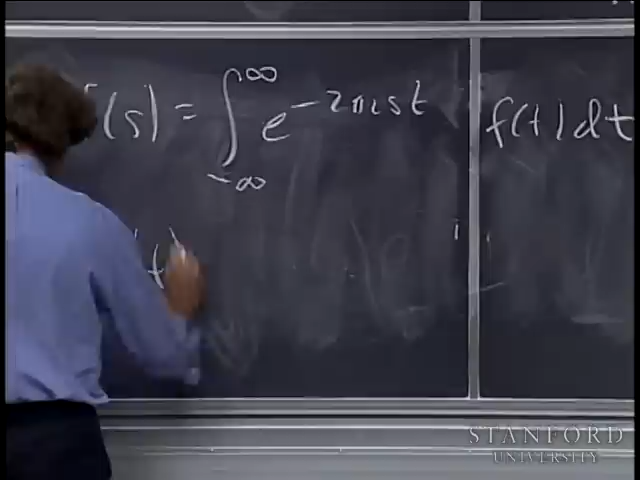 (s) = ∫_{-∞}^{∞} e^{-2πist} f(t) dt
t)
STANFORD
UNIVERSITY